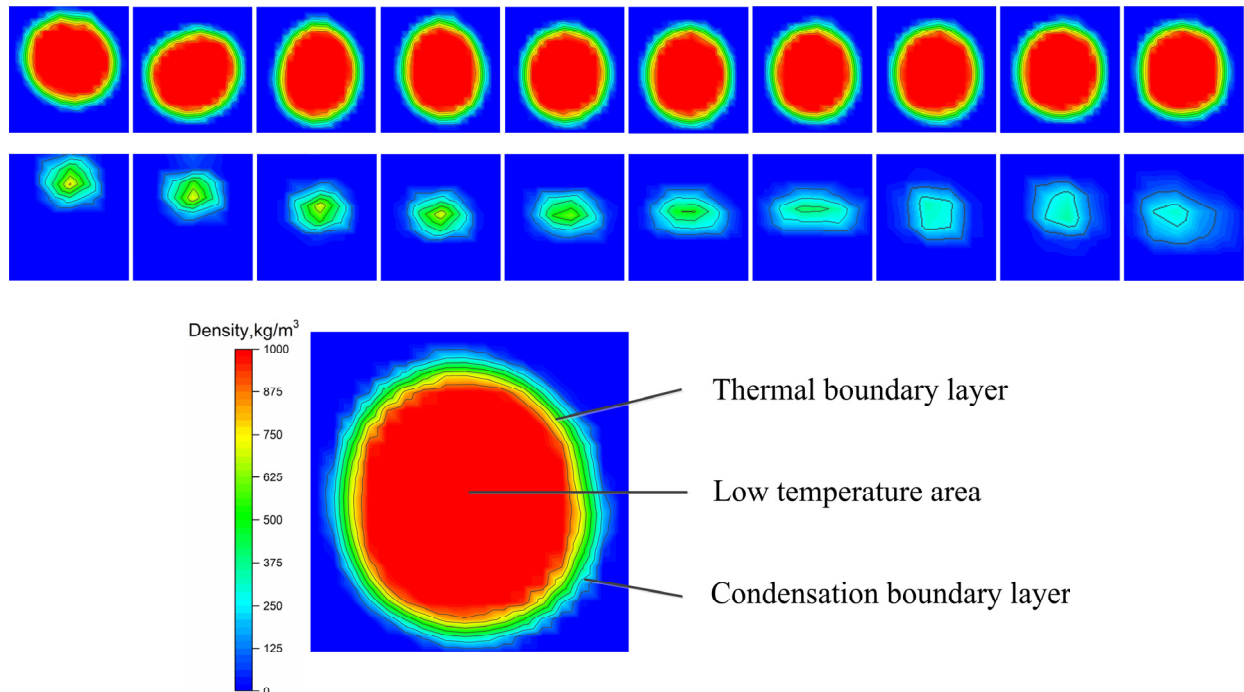 Density,kg/m³
1000
875
750
625
500
375
250
125
0
Thermal boundary layer
Low temperature area
Condensation boundary layer